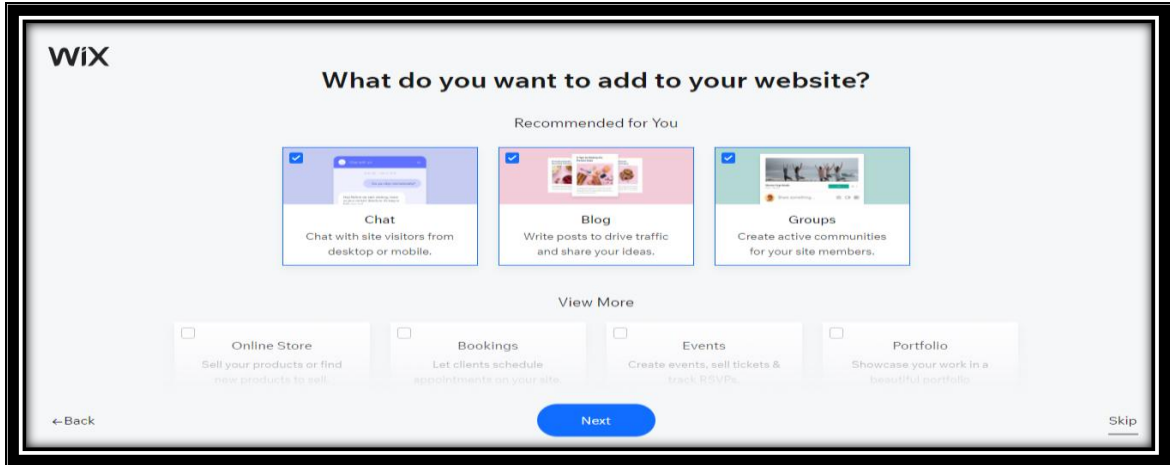 WiX
What do you want to add to your website?
Recommended for You
Chat
Chat with site visitors from
desktop or mobile.
Blog
Write posts to drive traffic
and share your ideas.
Groups
Create active communities
for your site members.
View More
Online Store
Sell your products or find
new products to sell.
Bookings
Let clients schedule
appointments on your site.
Events
Create events, sell tickets &
track RSVPs.
Portfolio
Showcase your work in a
beautiful portfolio
←Back
Next
Skip